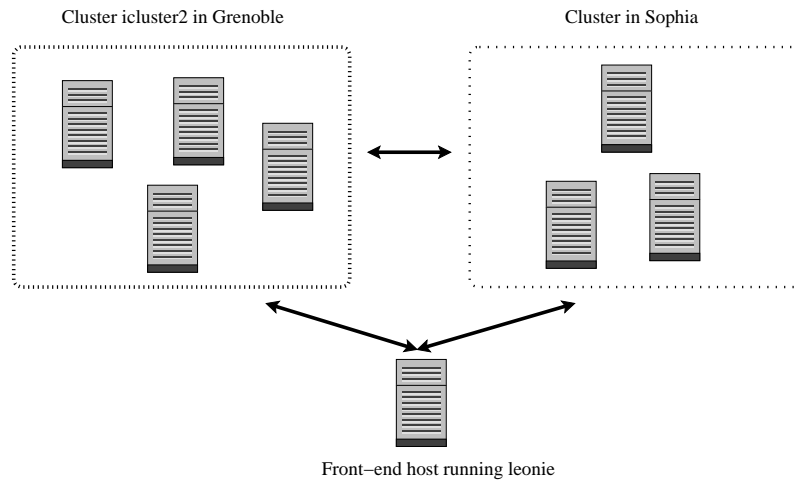 Cluster icluster2 in Grenoble
Cluster in Sophia
Front−end host running leonie